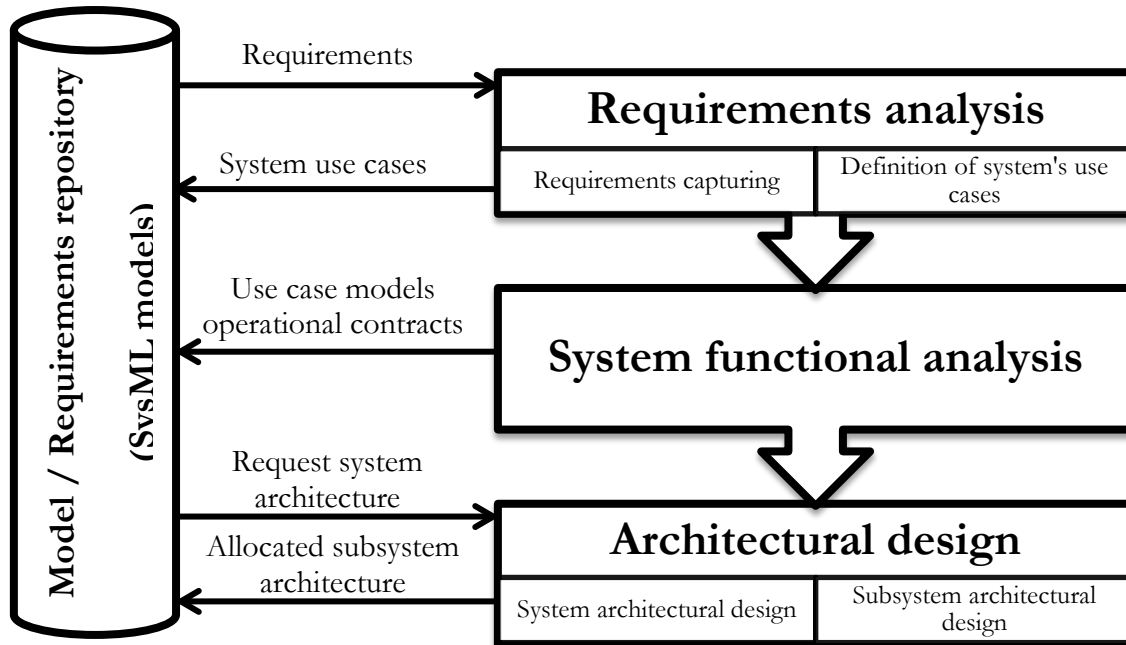 Model / Requirements repository
(SysML models)
Requirements
Requirements analysis
System use cases
Requirements capturing
Definition of system's use
cases
Use case models
operational contracts
System functional analysis
Request system
architecture
Allocated subsystem
architecture
Architectural design
System architectural design
Subsystem architectural
design